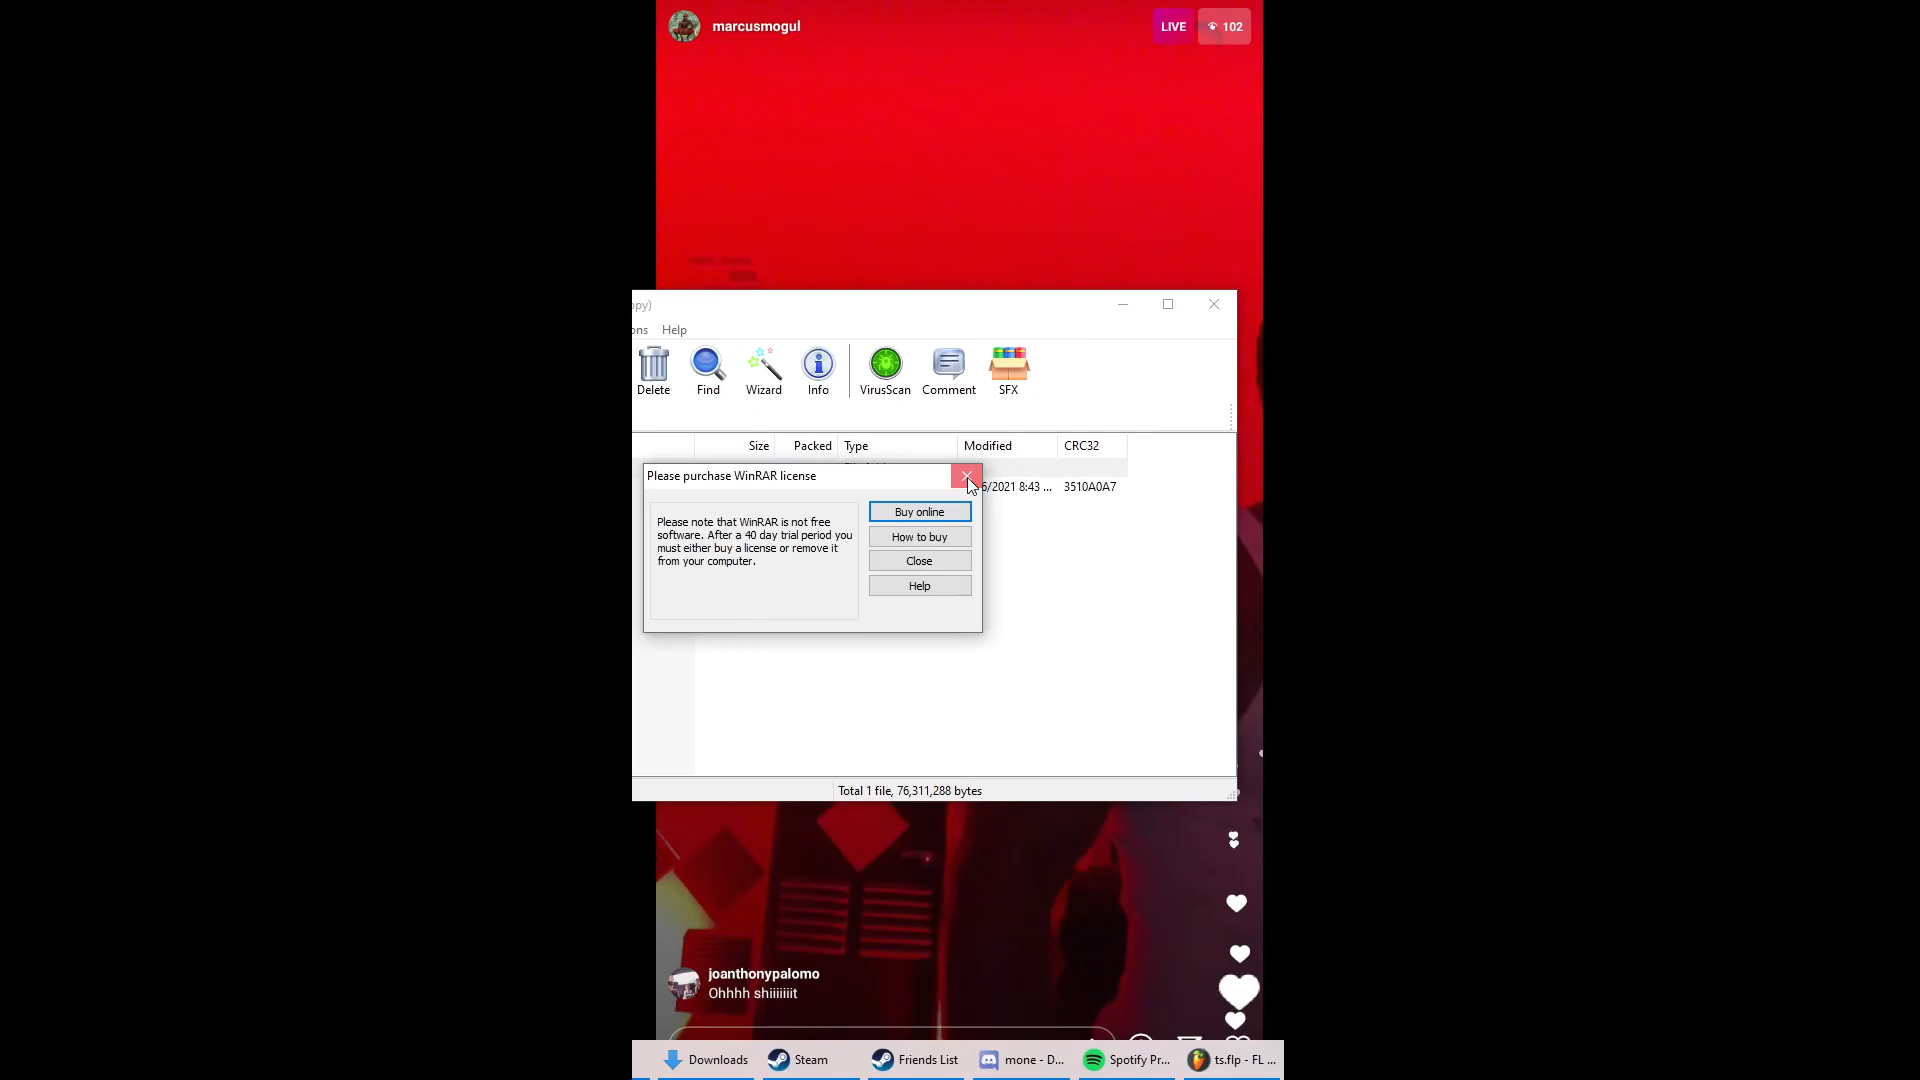 marcusmogul
LIVE 102
opy)
ons Help
Delete Find Wizard Info VirusScan Comment SFX
Size Packed Type Modified CRC32
Please purchase WinRAR license
6/2021 8:43 ... 3510A0A7
Please note that WinRAR is not free
software. After a 40 day trial period you
must either buy a license or remove it
from your computer.
Buy online
How to buy
Close
Help
Total 1 file, 76,311,288 bytes
joanthonypalomo
Ohhhh shiiiiiiit
Downloads Steam Friends List mone - D... Spotify Pr... ts.flp - FL ...